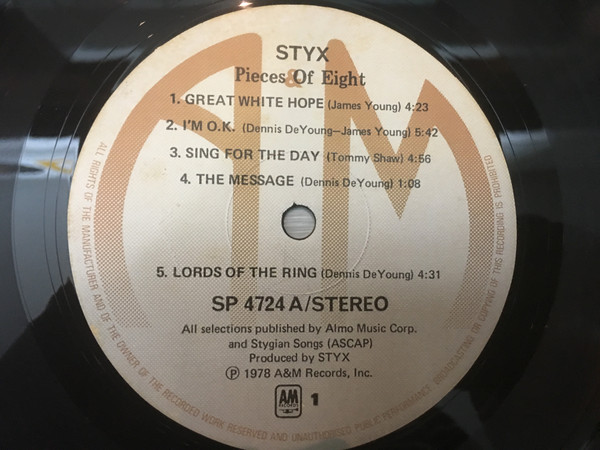 STYX
Pieces Of Eight
1. GREAT WHITE HOPE (James Young) 4:23
2. I'M O.K. (Dennis DeYoung—James Young) 5:42
3. SING FOR THE DAY (Tommy Shaw) 4:56
4. THE MESSAGE (Dennis DeYoung) 1:08
5. LORDS OF THE RING (Dennis DeYoung) 4:31
SP 4724 A/STEREO
All selections published by Almo Music Corp.
and Stygian Songs (ASCAP)
Produced by STYX
Ⓟ 1978 A&M Records, Inc.
AM
RECORDS
1
ALL RIGHTS OF THE MANUFACTURER AND OF THE OWNER OF THE RECORDED WORK RESERVED AND UNAUTHORISED PUBLIC PERFORMANCE, BROADCASTING OR COPYING OF THIS RECORDING IS PROHIBITED
A&M